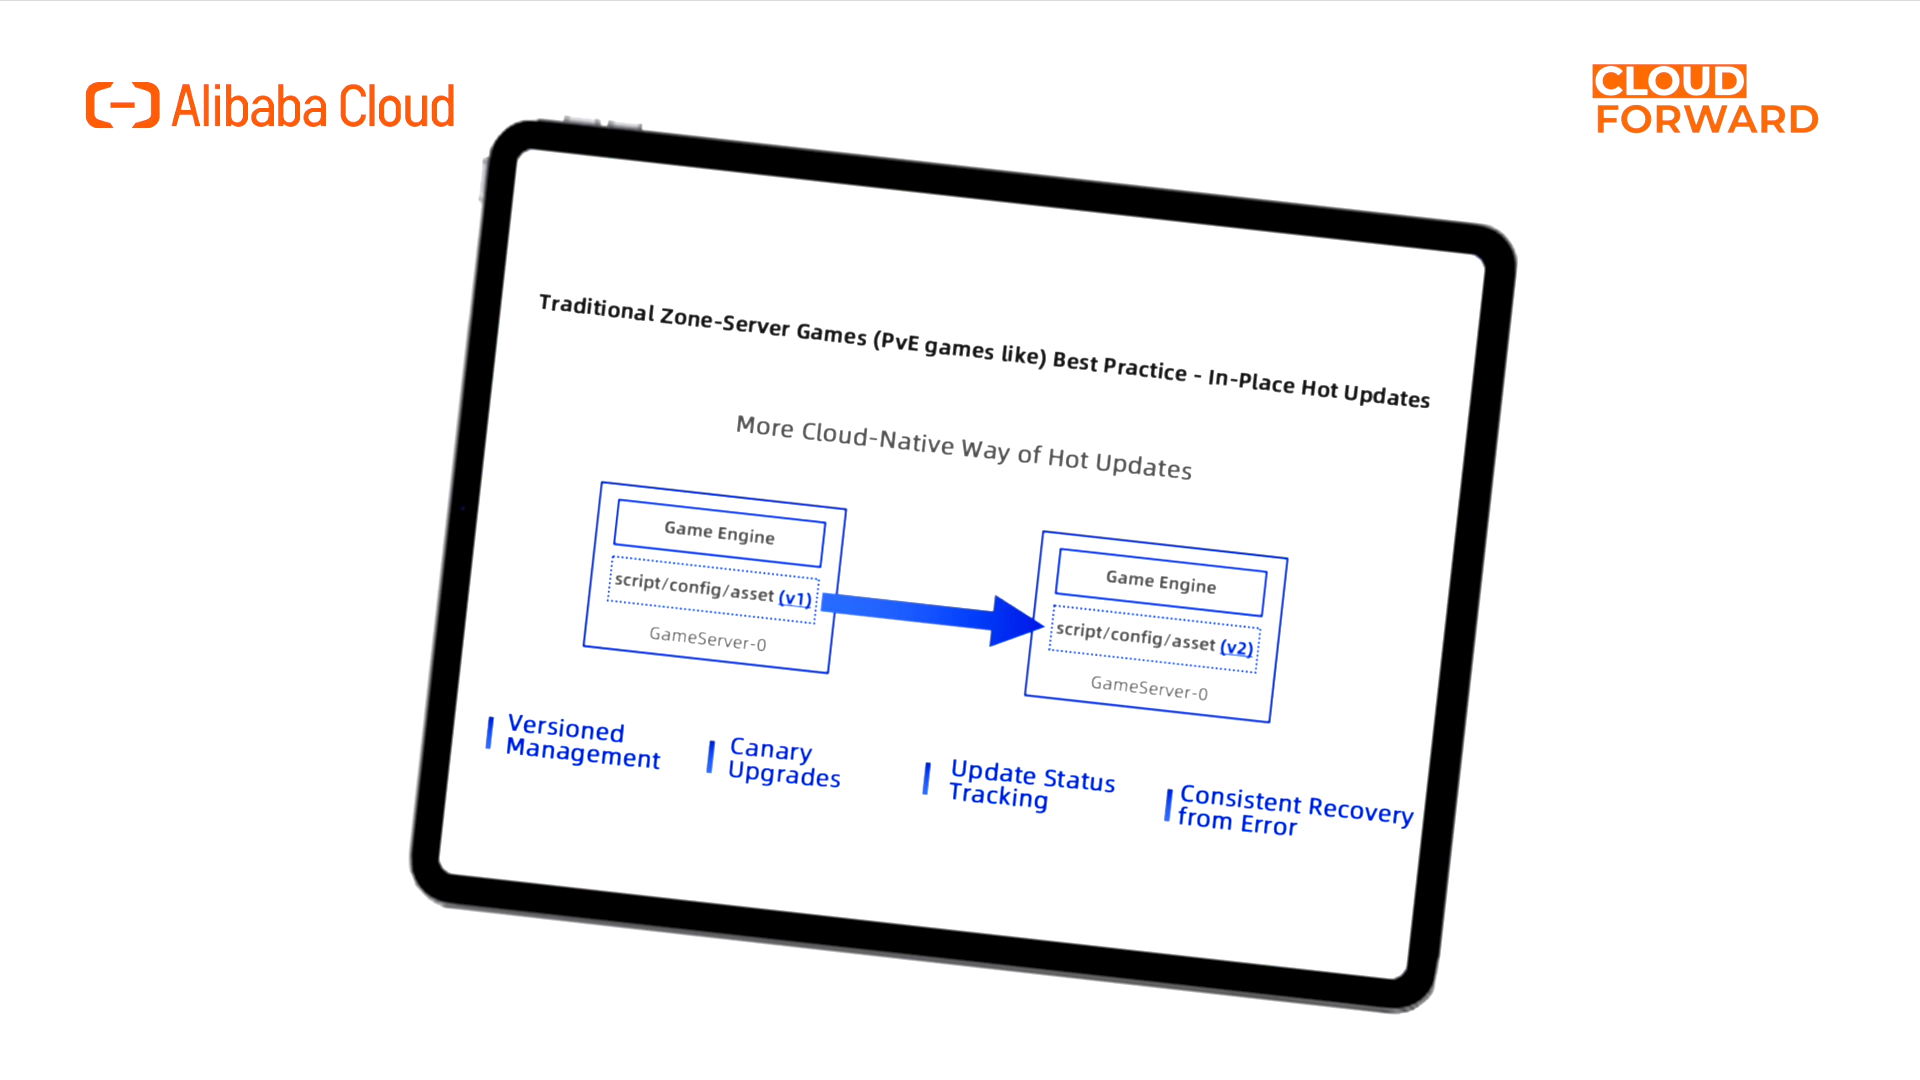 Alibaba Cloud
CLOUD
FORWARD
Traditional Zone-Server Games (PvE games like) Best Practice - In-Place Hot Updates
More Cloud-Native Way of Hot Updates
Game Engine
script/config/asset (v1)
GameServer-0
Game Engine
script/config/asset (v2)
GameServer-0
Versioned
Management
Canary
Upgrades
Update Status
Tracking
Consistent Recovery
from Error